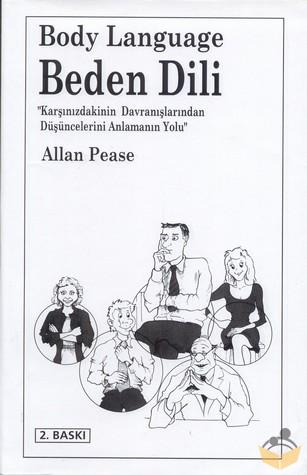 Body Language
Beden Dili
"Karşınızdakinin Davranışlarından
Düşüncelerini Anlamanın Yolu"
Allan Pease
2. BASKI